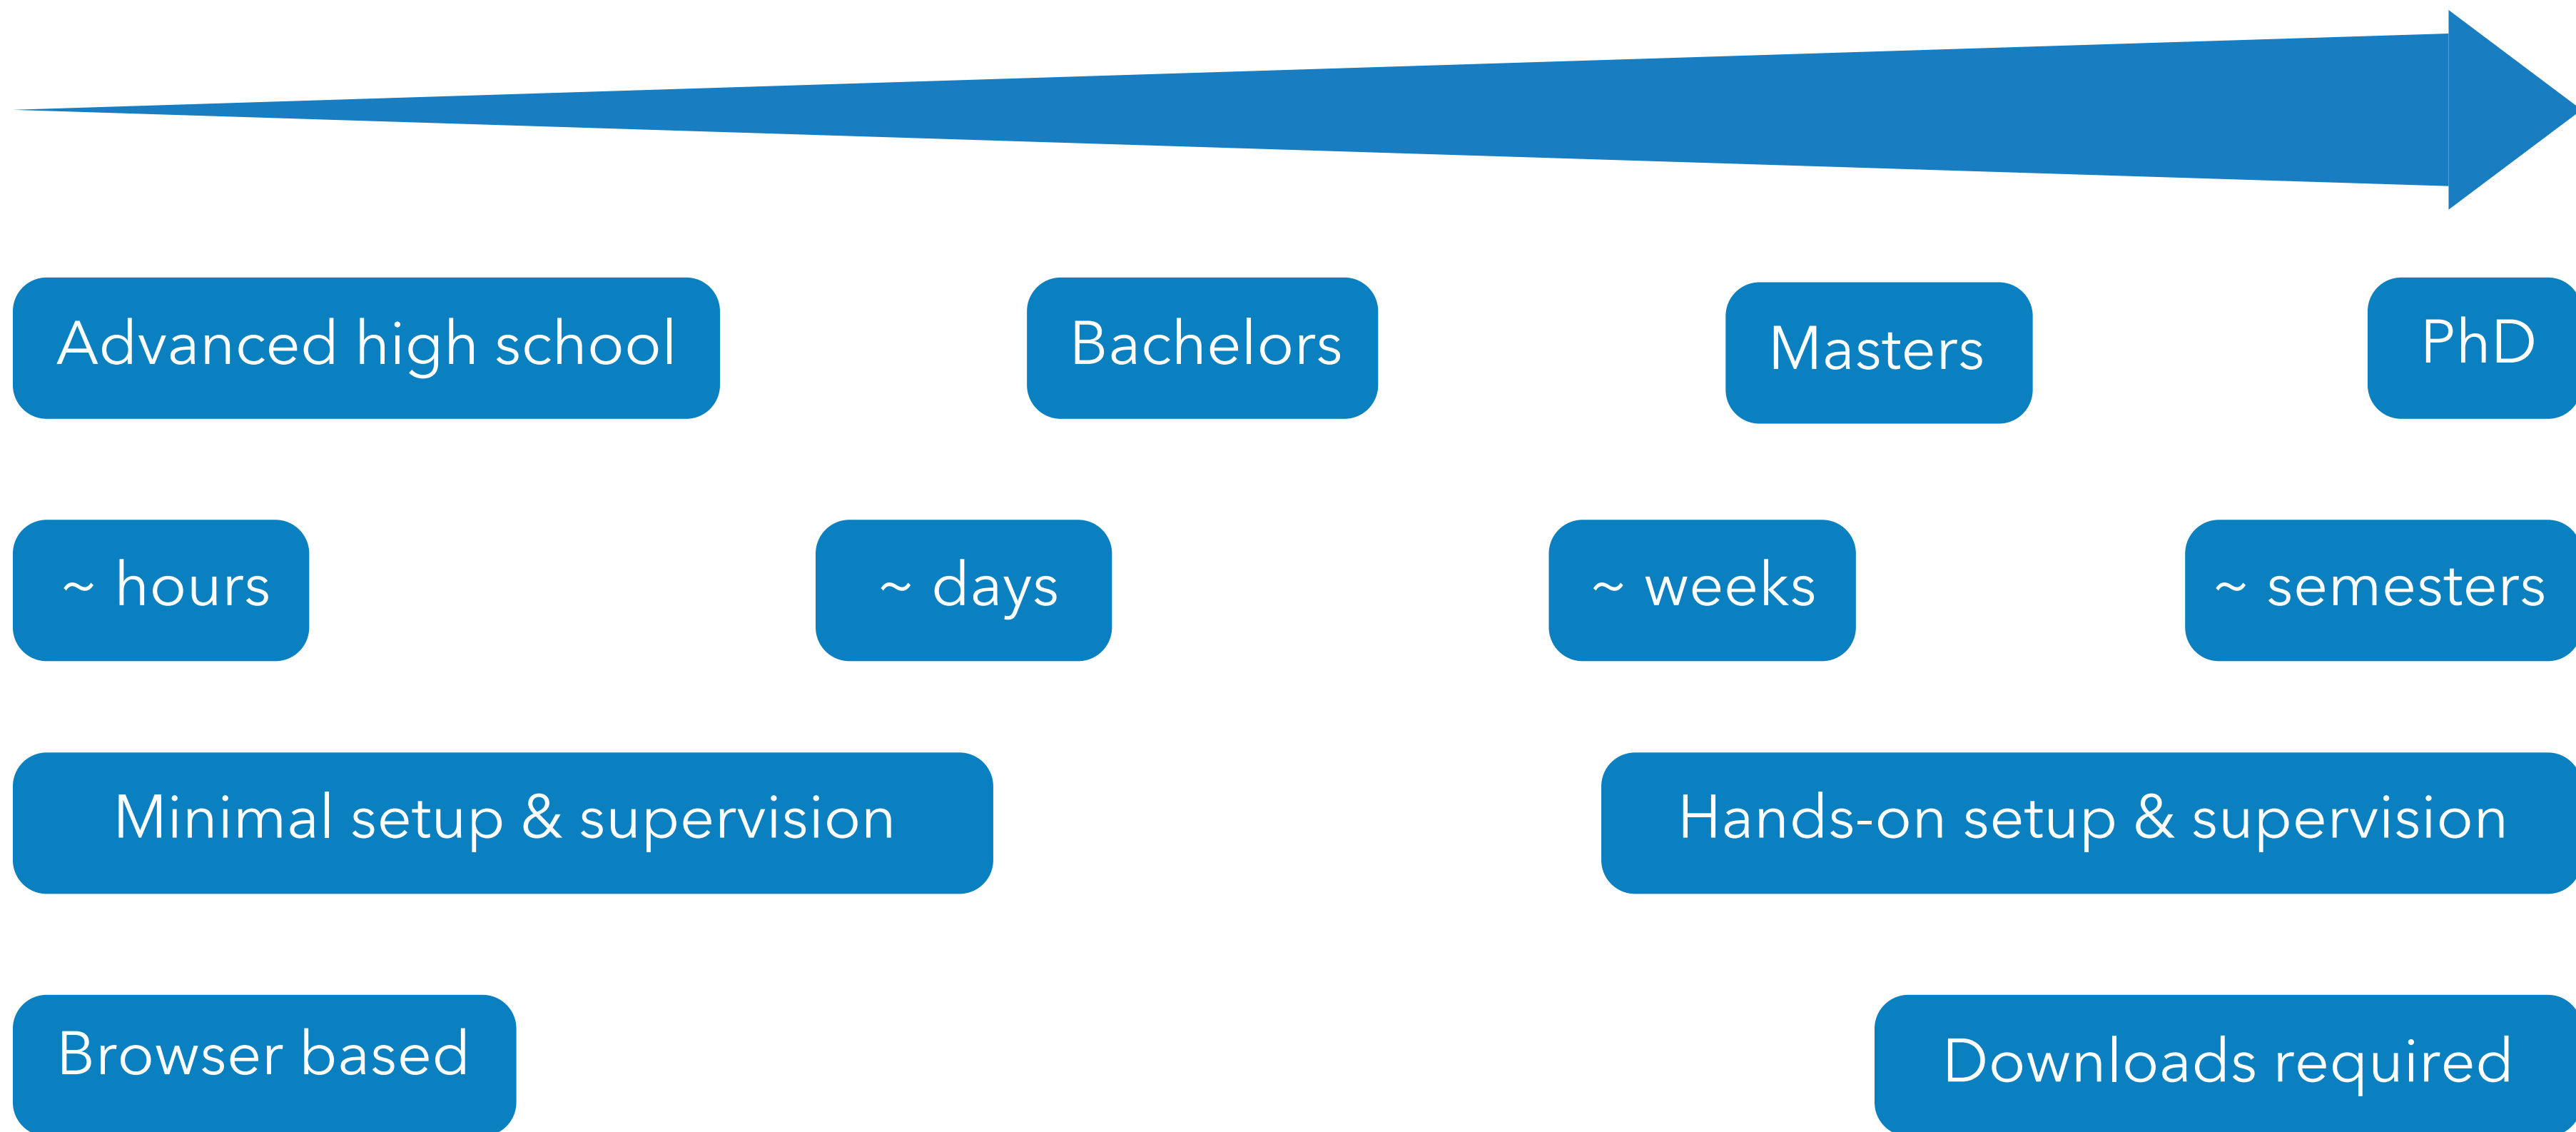 Advanced high school
Bachelors
Masters
PhD
~ hours
~ days
~ weeks
~ semesters
Minimal setup & supervision
Hands-on setup & supervision
Browser based
Downloads required